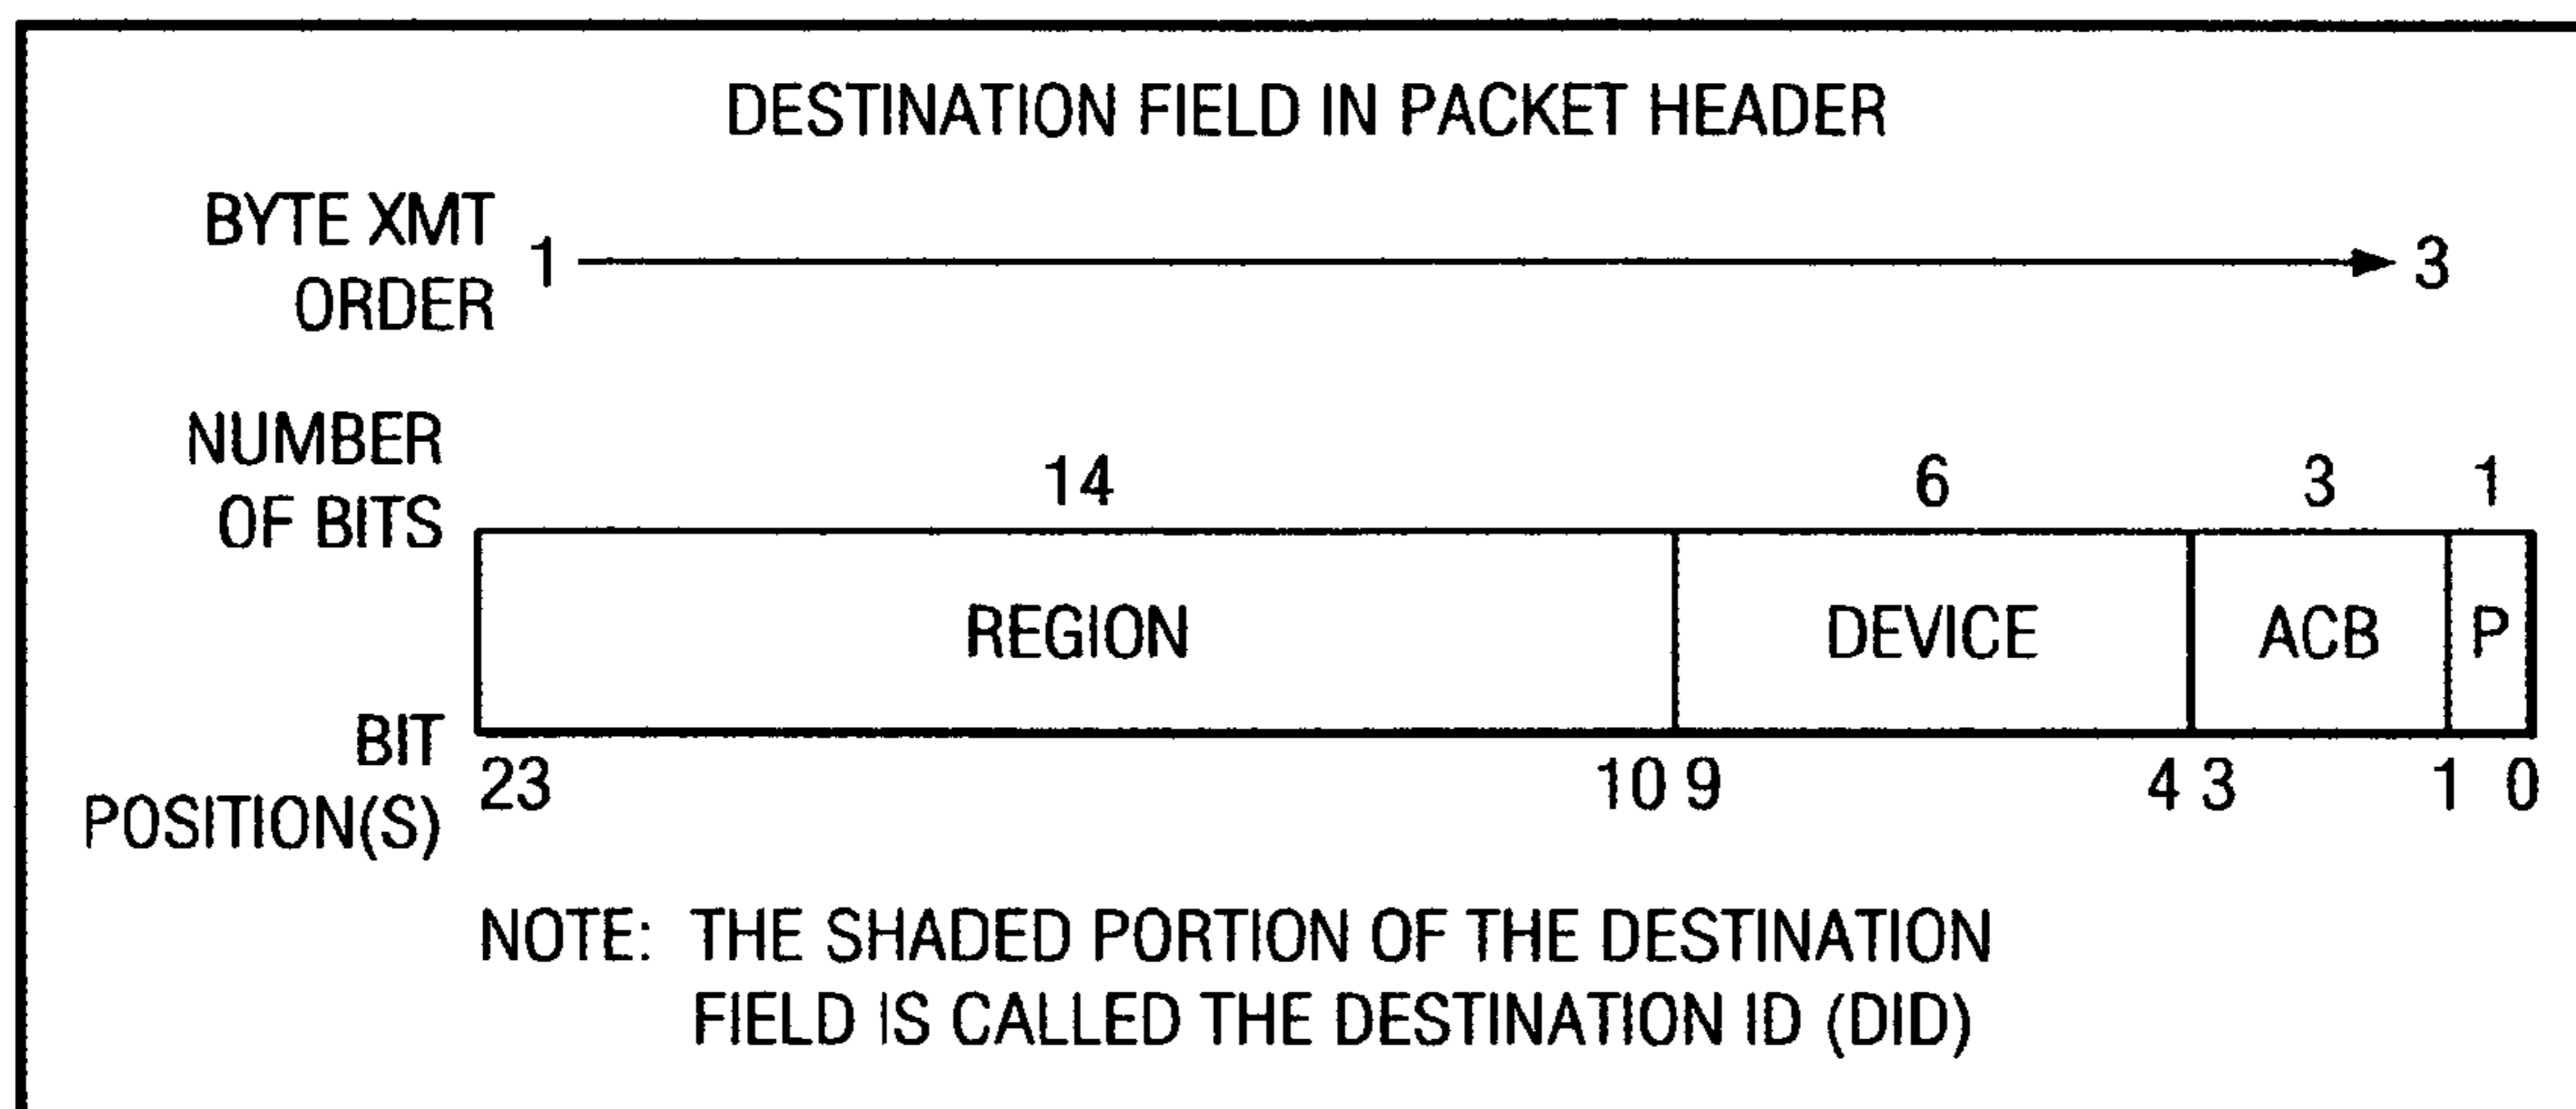 DESTINATION FIELD IN PACKET HEADER
BYTE XMT
ORDER
1
3
NUMBER
OF BITS
14 6 3 1
REGION DEVICE ACB P
BIT
POSITION(S)
23 10 9 4 3 1 0
NOTE: THE SHADED PORTION OF THE DESTINATION
FIELD IS CALLED THE DESTINATION ID (DID)